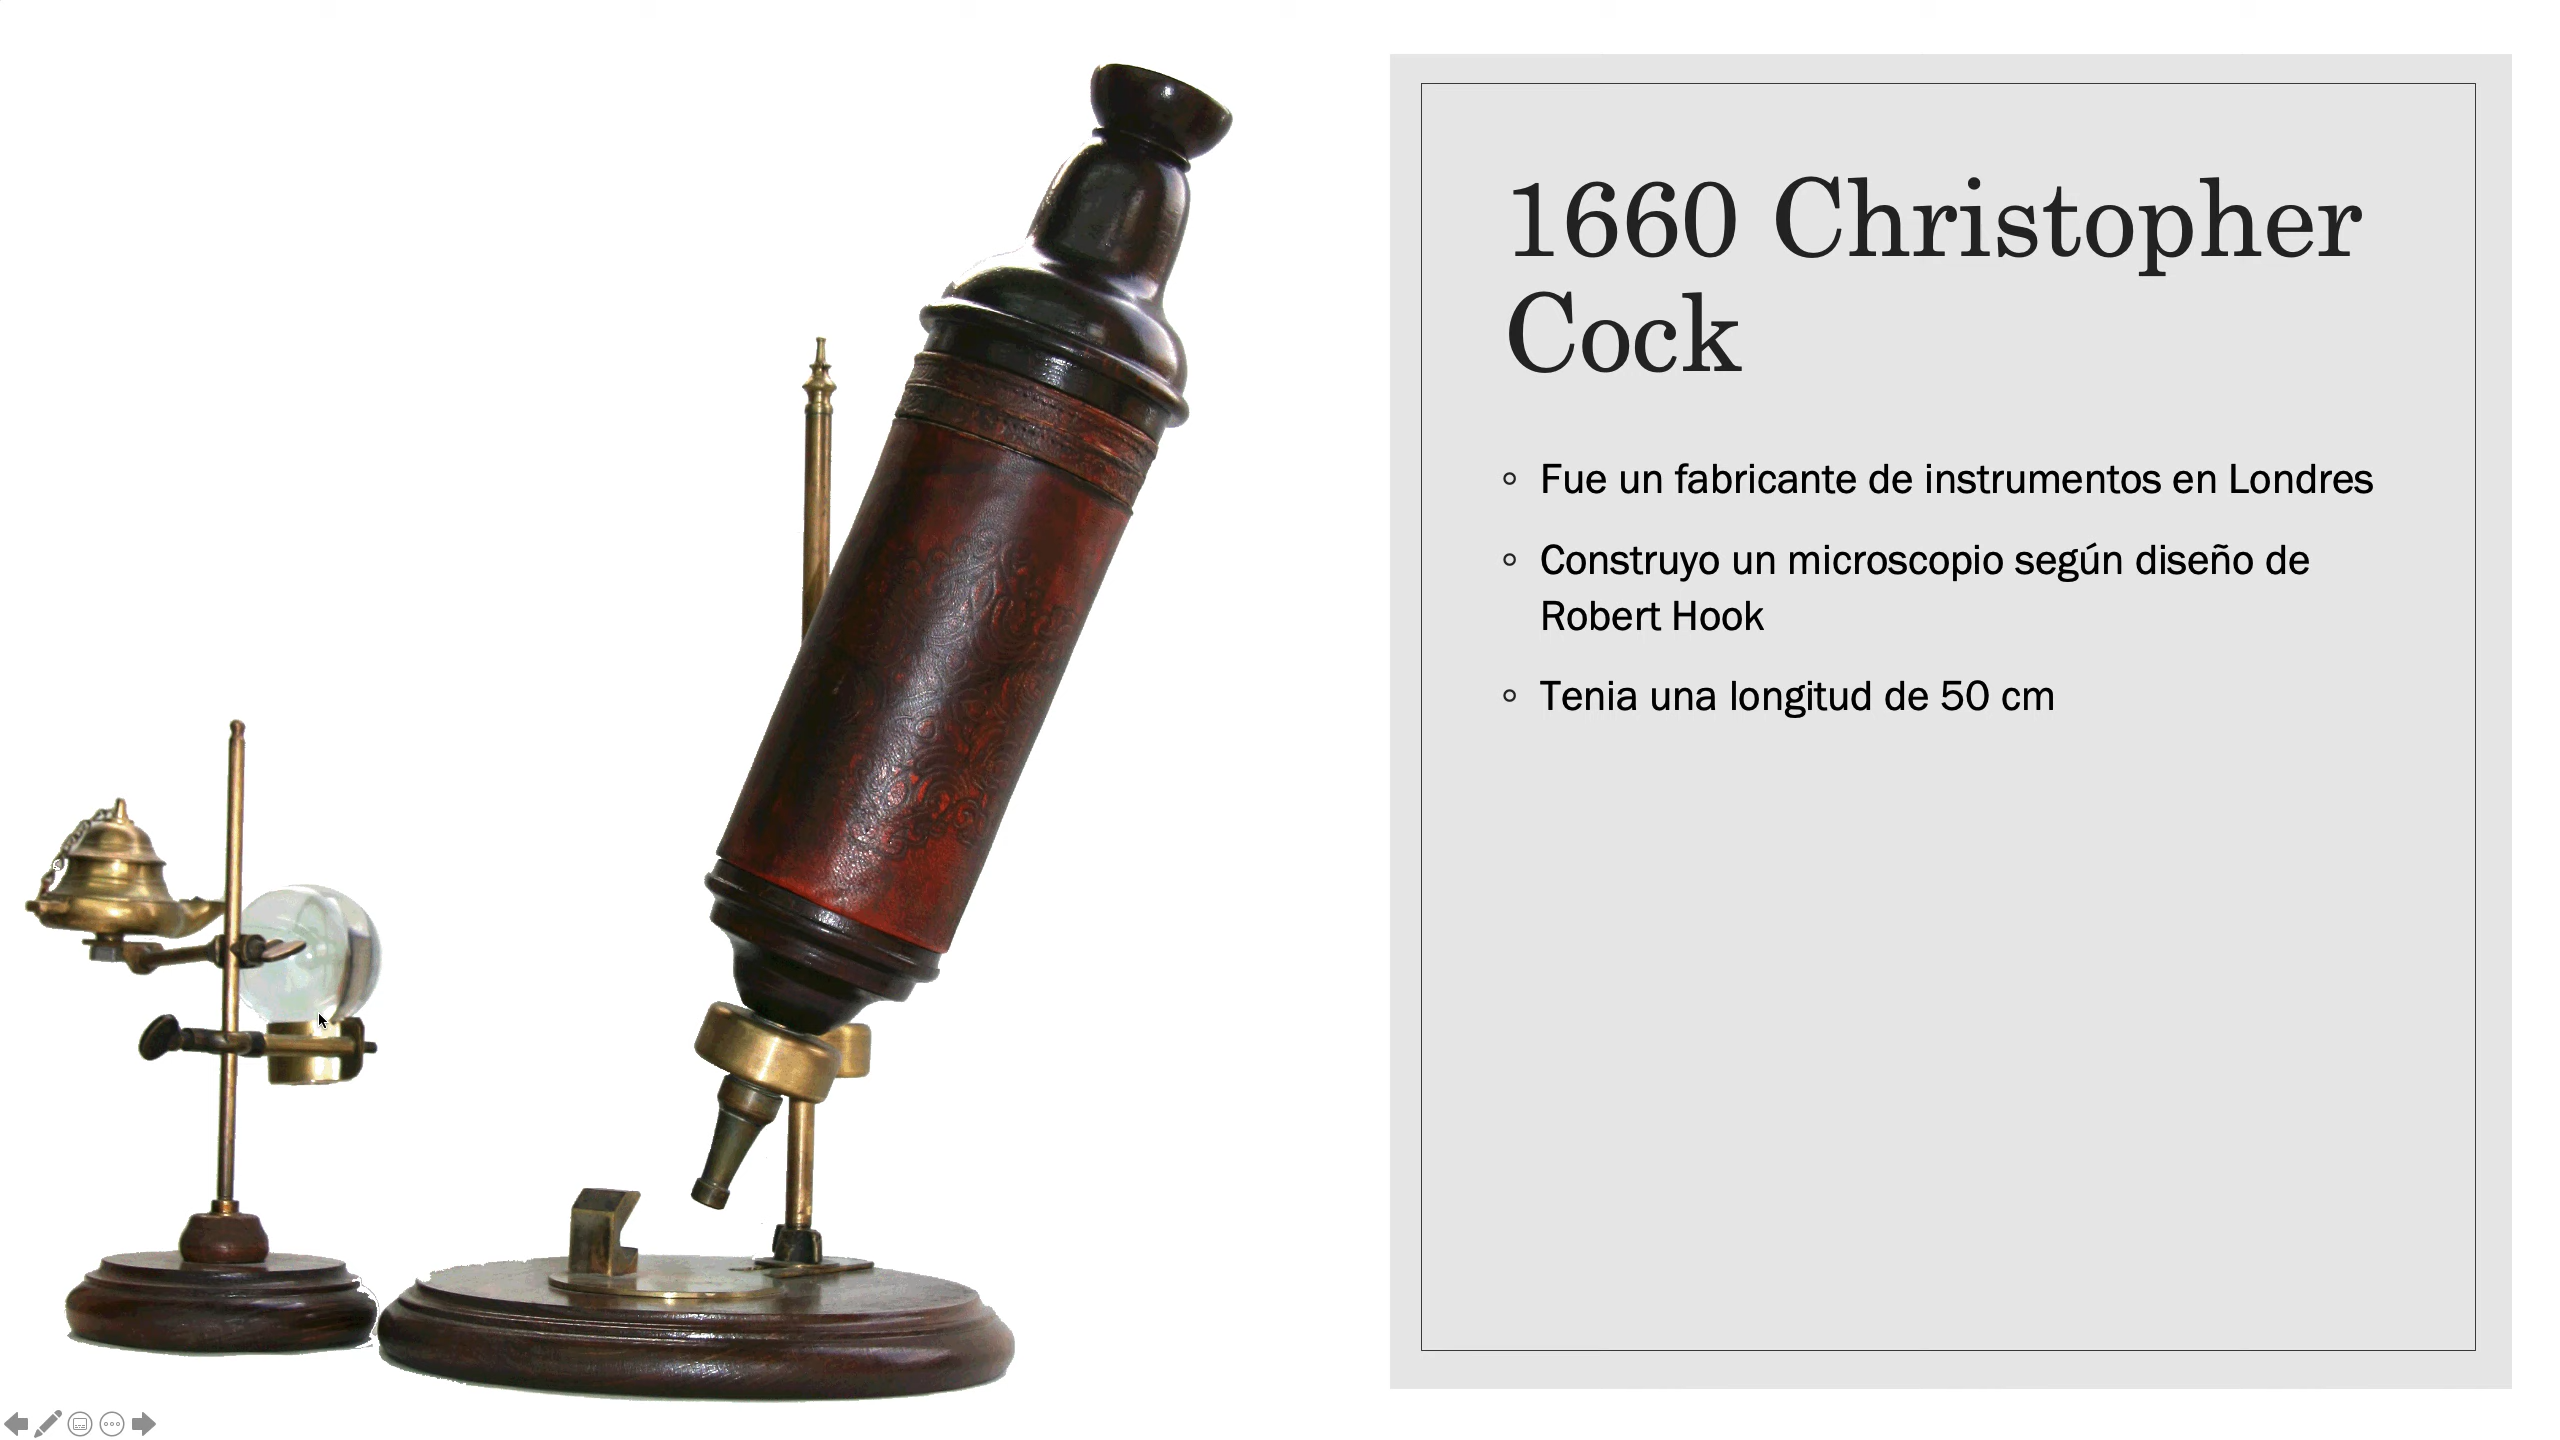 1660 Christopher
Cock
◦ Fue un fabricante de instrumentos en Londres
◦ Construyo un microscopio según diseño de
Robert Hook
◦ Tenia una longitud de 50 cm